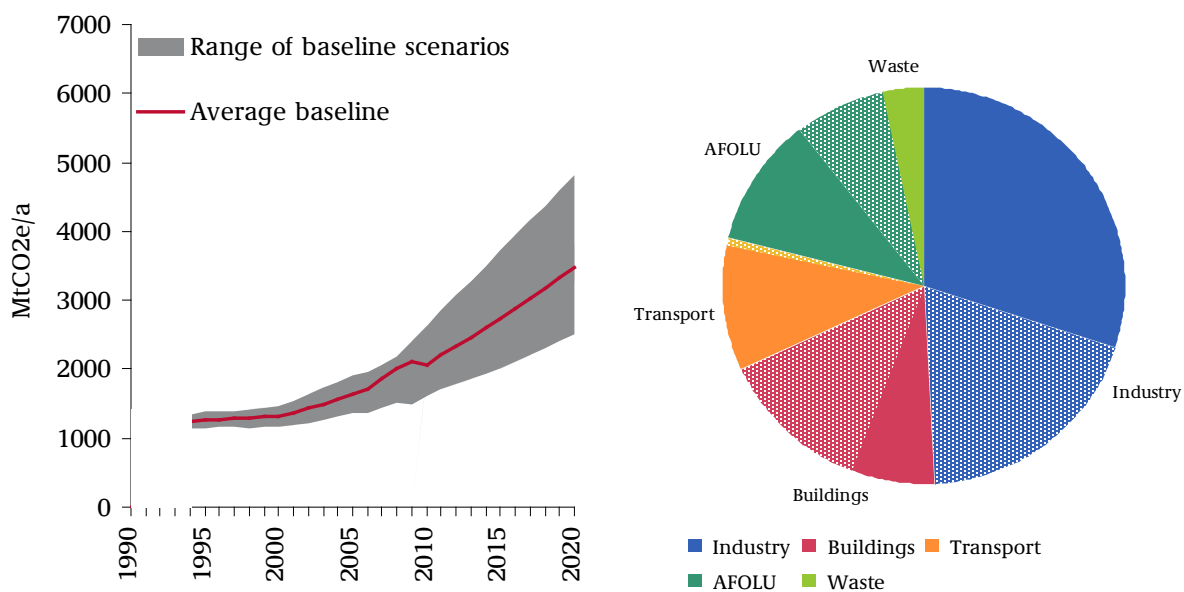 7000
6000
5000
4000
3000
2000
1000
0
MtCO2e/a
Range of baseline scenarios
Average baseline
1990
1995
2000
2005
2010
2015
2020
Waste
AFOLU
Transport
Industry
Buildings
Industry Buildings Transport
AFOLU Waste